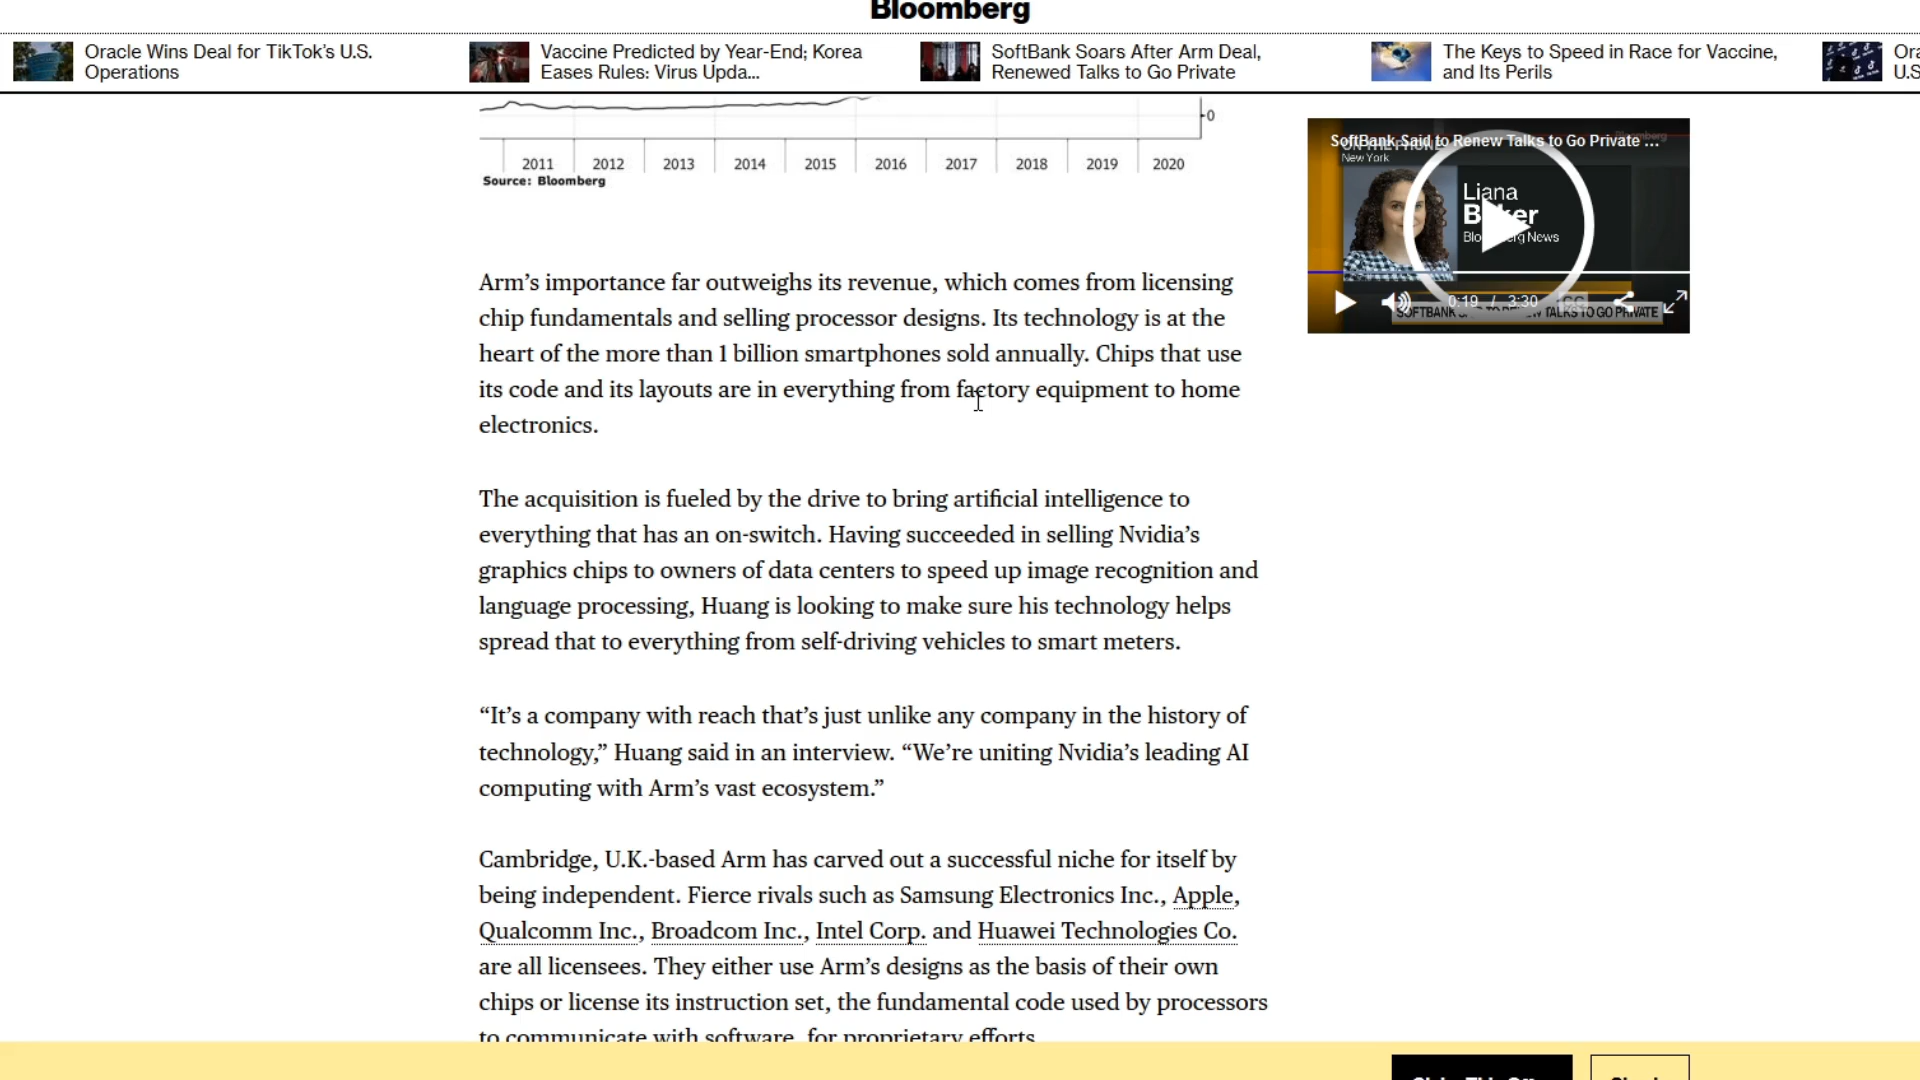 Bloomberg
Oracle Wins Deal for TikTok's U.S.
Operations
Vaccine Predicted by Year-End; Korea
Eases Rules: Virus Upda...
SoftBank Soars After Arm Deal,
Renewed Talks to Go Private
The Keys to Speed in Race for Vaccine,
and Its Perils
0
2011 2012 2013 2014 2015 2016 2017 2018 2019 2020
Source: Bloomberg
SoftBank Said to Renew Talks to Go Private ...
New York
Liana
Bloomberg News
0:19 / 3:30
Arm’s importance far outweighs its revenue, which comes from licensing
chip fundamentals and selling processor designs. Its technology is at the
heart of the more than 1 billion smartphones sold annually. Chips that use
its code and its layouts are in everything from factory equipment to home
electronics.
The acquisition is fueled by the drive to bring artificial intelligence to
everything that has an on-switch. Having succeeded in selling Nvidia’s
graphics chips to owners of data centers to speed up image recognition and
language processing, Huang is looking to make sure his technology helps
spread that to everything from self-driving vehicles to smart meters.
“It’s a company with reach that’s just unlike any company in the history of
technology,” Huang said in an interview. “We’re uniting Nvidia’s leading AI
computing with Arm’s vast ecosystem.”
Cambridge, U.K.-based Arm has carved out a successful niche for itself by
being independent. Fierce rivals such as Samsung Electronics Inc., Apple,
Qualcomm Inc., Broadcom Inc., Intel Corp. and Huawei Technologies Co.
are all licensees. They either use Arm’s designs as the basis of their own
chips or license its instruction set, the fundamental code used by processors
to communicate with software, for proprietary efforts.